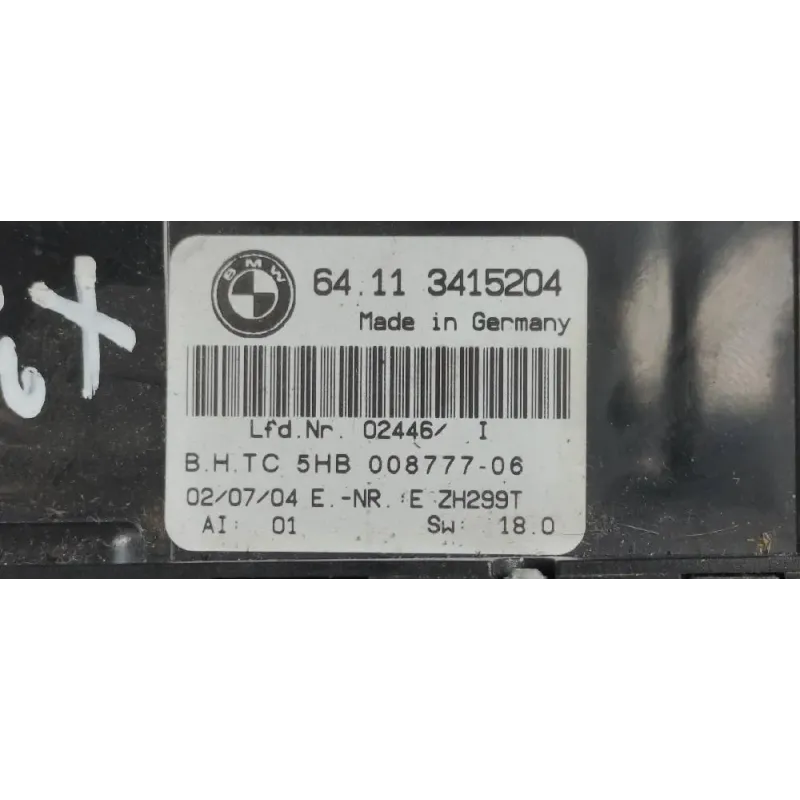 BMW 64.11 3415204
Made in Germany
Lfd.Nr. 02446/ I
B.H.TC 5HB 008777-06
02/07/04 E.-NR. :E ZH299T
AI: 01 Sw: 18.0